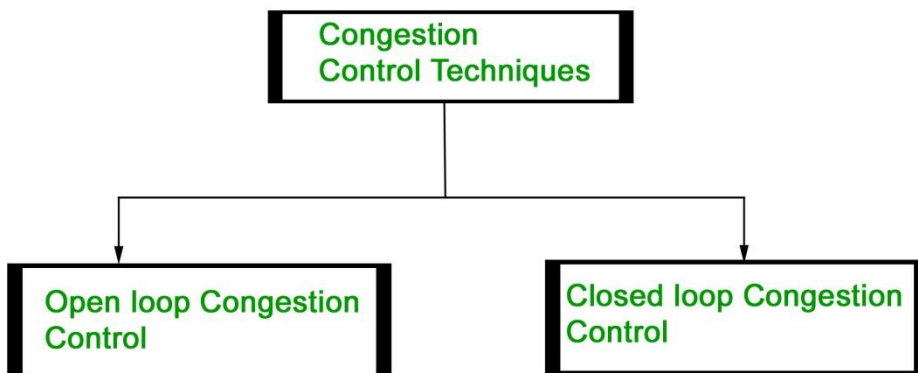 Congestion
Control Techniques
Open loop Congestion
Control
Closed loop Congestion
Control